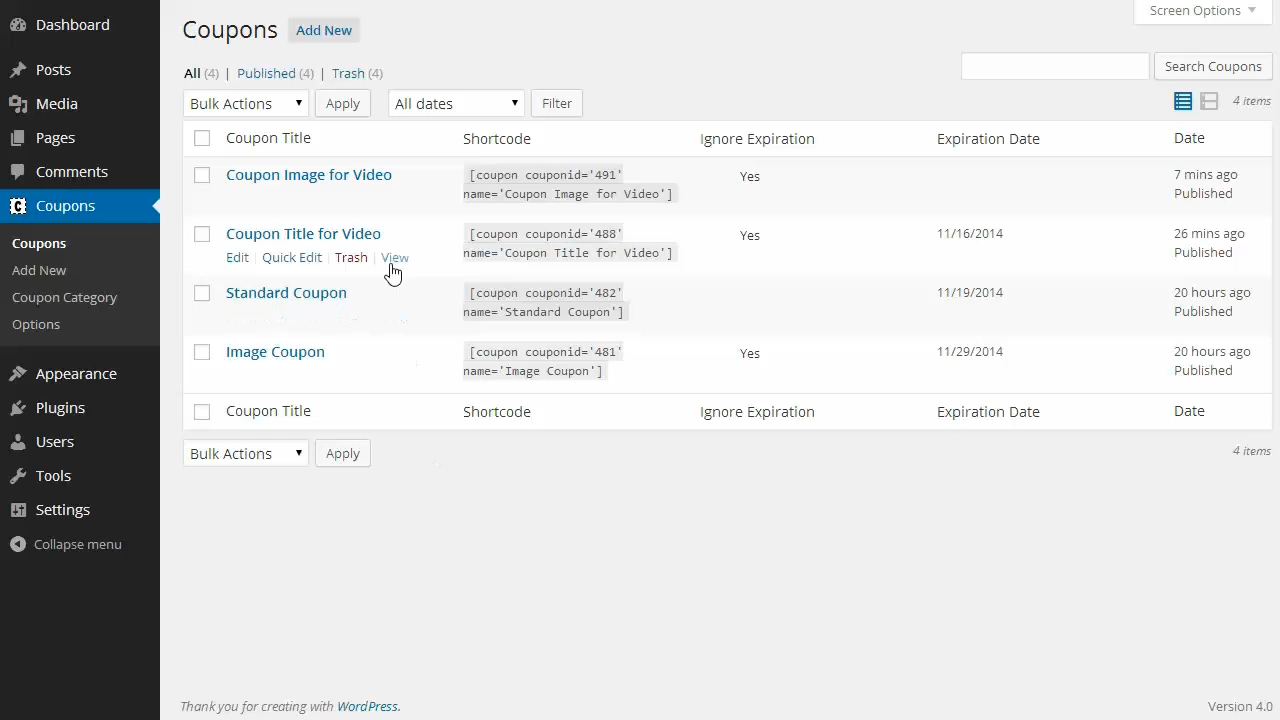 Dashboard
Posts
Media
Pages
Comments
Coupons
Coupons
Add New
Coupon Category
Options
Appearance
Plugins
Users
Tools
Settings
Collapse menu
Screen Options
Coupons Add New
All (4) | Published (4) | Trash (4)
Search Coupons
Bulk Actions Apply All dates Filter 4 items
Coupon Title Shortcode Ignore Expiration Expiration Date Date
Coupon Image for Video [coupon couponid='491' Yes 7 mins ago
name='Coupon Image for Video'] Published
Coupon Title for Video [coupon couponid='488' Yes 11/16/2014 26 mins ago
Edit | Quick Edit | Trash | View name='Coupon Title for Video'] Published
Standard Coupon [coupon couponid='482' 11/19/2014 20 hours ago
name='Standard Coupon'] Published
Image Coupon [coupon couponid='481' Yes 11/29/2014 20 hours ago
name='Image Coupon'] Published
Coupon Title Shortcode Ignore Expiration Expiration Date Date
Bulk Actions Apply 4 items
Thank you for creating with WordPress. Version 4.0